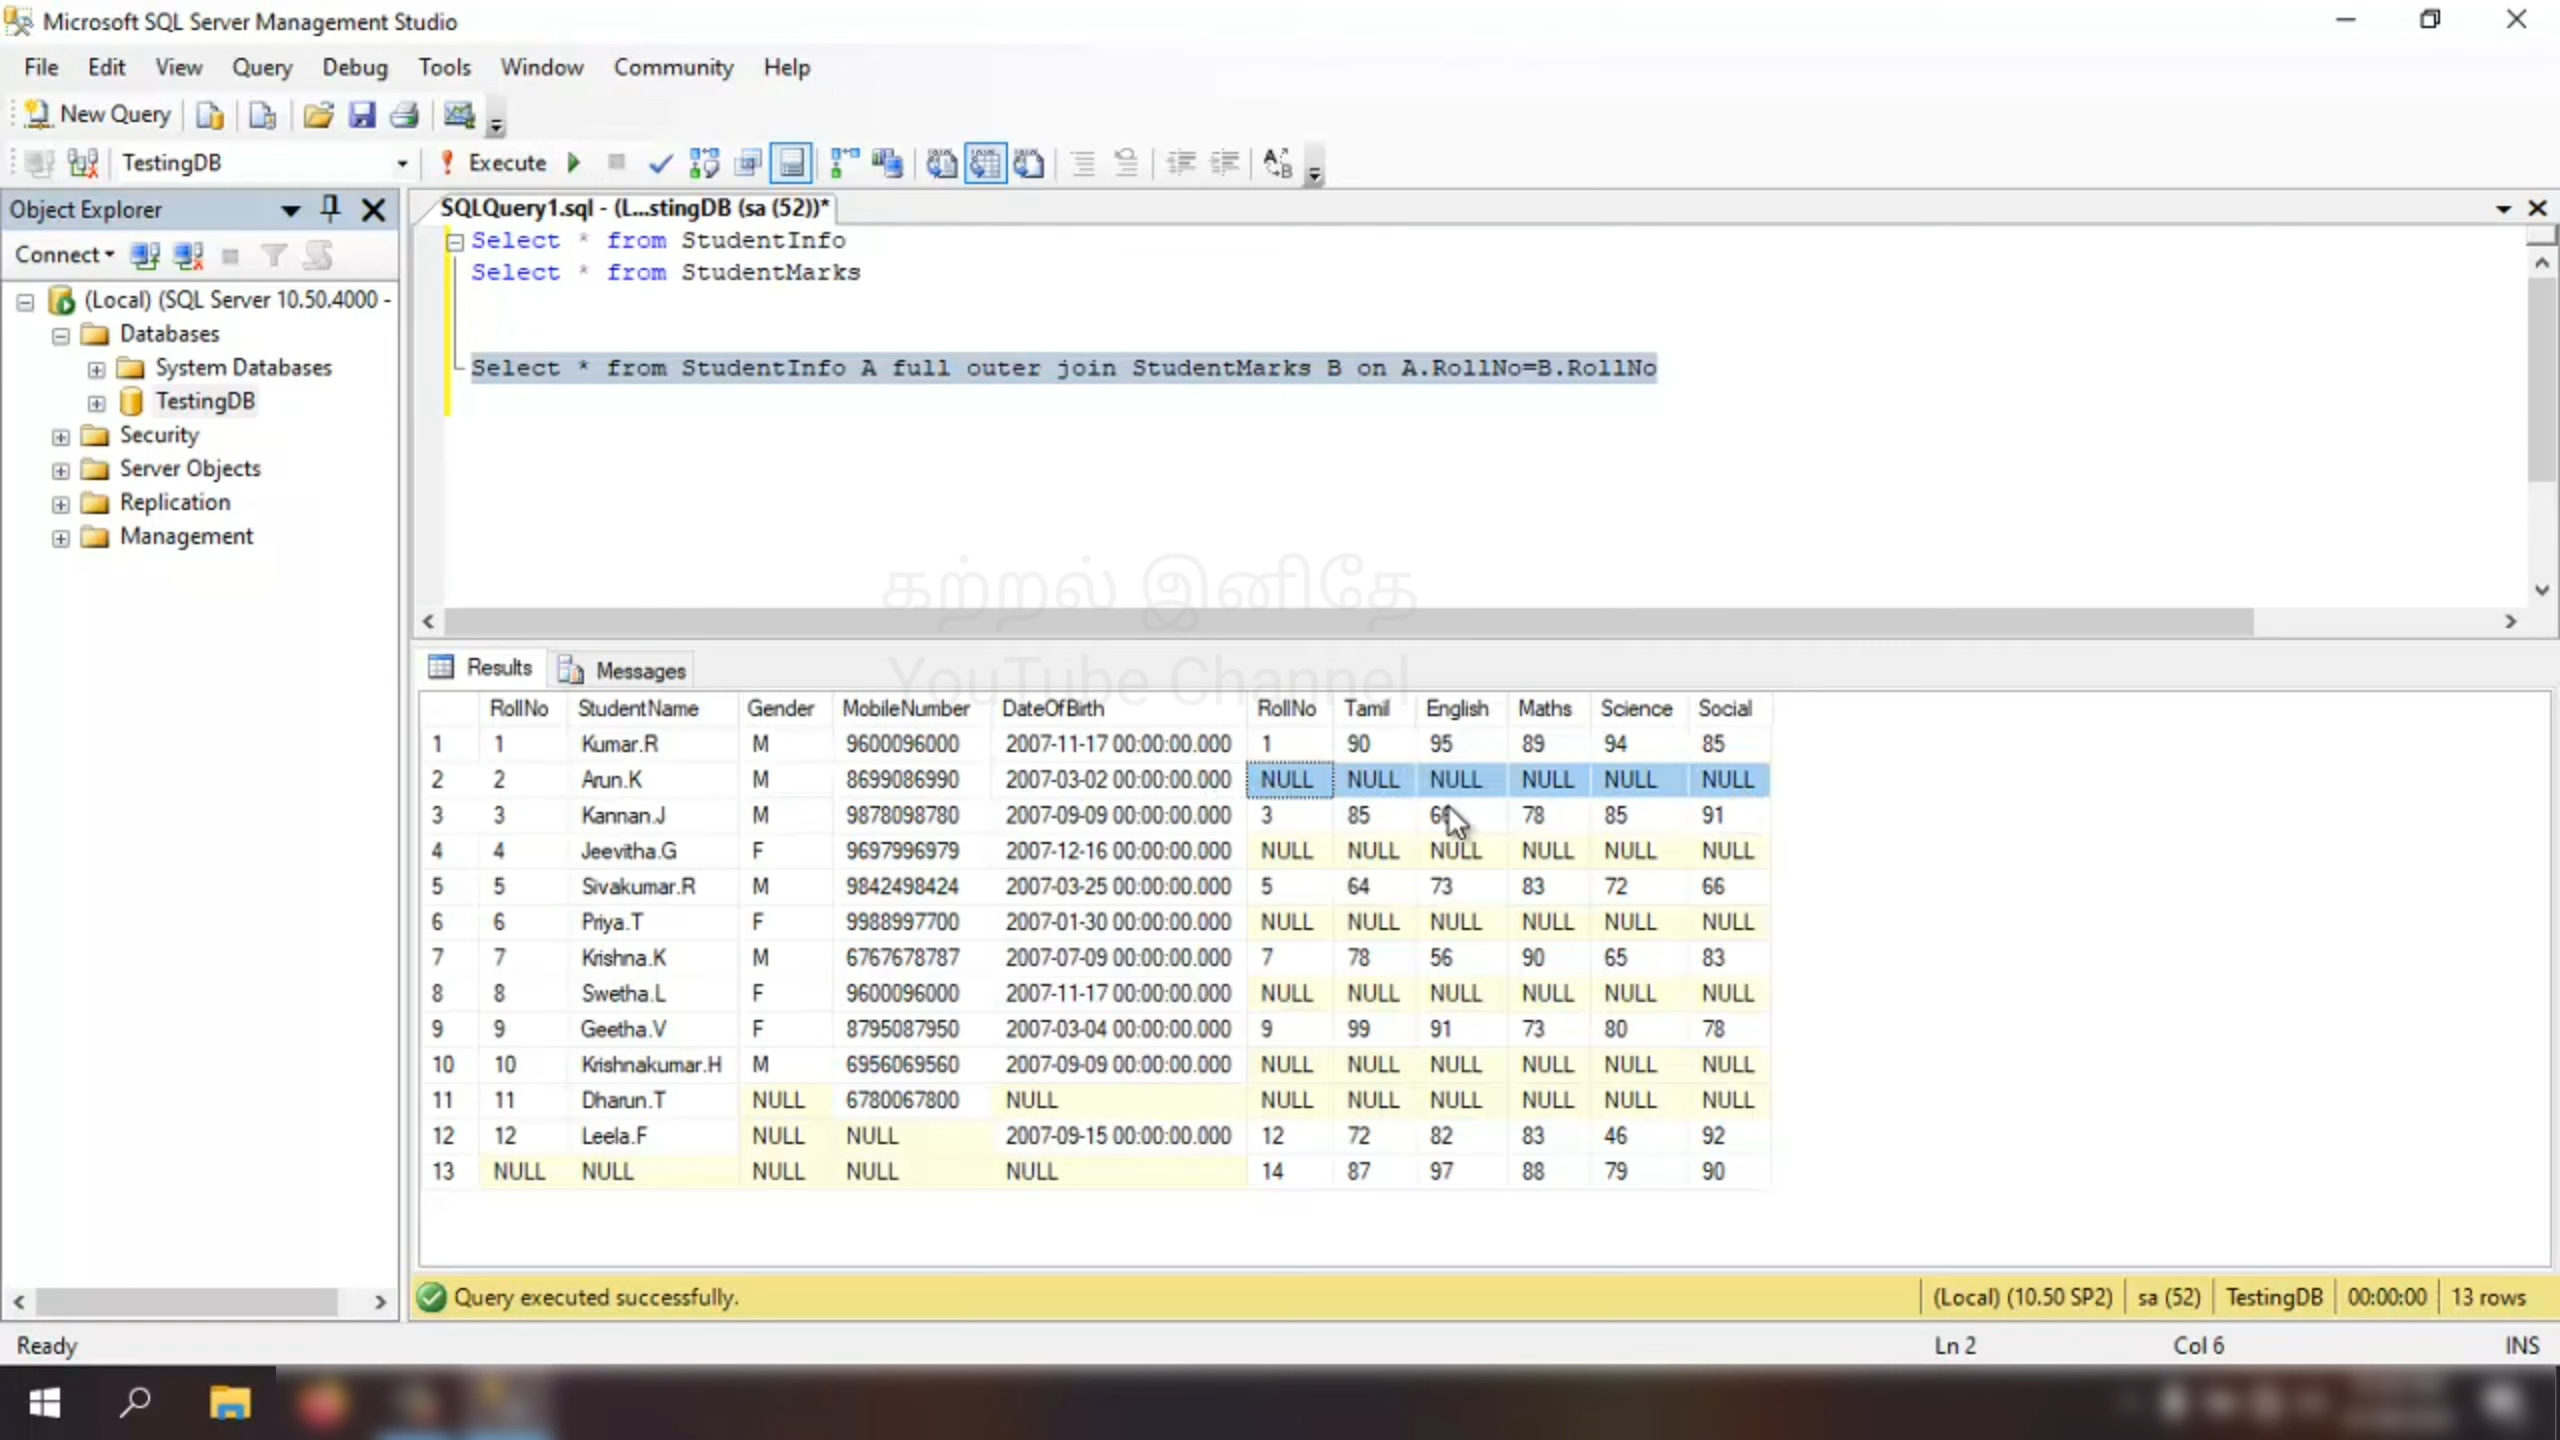 Microsoft SQL Server Management Studio
File Edit View Query Debug Tools Window Community Help
New Query
TestingDB Execute
Object Explorer
SQLQuery1.sql - (L...stingDB (sa (52))*
Connect
Select * from StudentInfo
Select * from StudentMarks
Select * from StudentInfo A full outer join StudentMarks B on A.RollNo=B.RollNo
(Local) (SQL Server 10.50.4000 -
Databases
System Databases
TestingDB
Security
Server Objects
Replication
Management
கற்றல் இனிதே
YouTube Channel
Results Messages
RollNo StudentName Gender MobileNumber DateOfBirth RollNo Tamil English Maths Science Social
1 1 Kumar.R M 9600096000 2007-11-17 00:00:00.000 1 90 95 89 94 85
2 2 Arun.K M 8699086990 2007-03-02 00:00:00.000 NULL NULL NULL NULL NULL NULL
3 3 Kannan.J M 9878098780 2007-09-09 00:00:00.000 3 85 78 85 91
4 4 Jeevitha.G F 9697996979 2007-12-16 00:00:00.000 NULL NULL NULL NULL NULL NULL
5 5 Sivakumar.R M 9842498424 2007-03-25 00:00:00.000 5 64 73 83 72 66
6 6 Priya.T F 9988997700 2007-01-30 00:00:00.000 NULL NULL NULL NULL NULL NULL
7 7 Krishna.K M 6767678787 2007-07-09 00:00:00.000 7 78 56 90 65 83
8 8 Swetha.L F 9600096000 2007-11-17 00:00:00.000 NULL NULL NULL NULL NULL NULL
9 9 Geetha.V F 8795087950 2007-03-04 00:00:00.000 9 99 91 73 80 78
10 10 Krishnakumar.H M 6956069560 2007-09-09 00:00:00.000 NULL NULL NULL NULL NULL NULL
11 11 Dharun.T NULL 6780067800 NULL NULL NULL NULL NULL NULL NULL
12 12 Leela.F NULL NULL 2007-09-15 00:00:00.000 12 72 82 83 46 92
13 NULL NULL NULL NULL NULL 14 87 97 88 79 90
Query executed successfully. (Local) (10.50 SP2) sa (52) TestingDB 00:00:00 13 rows
Ready Ln 2 Col 6 INS